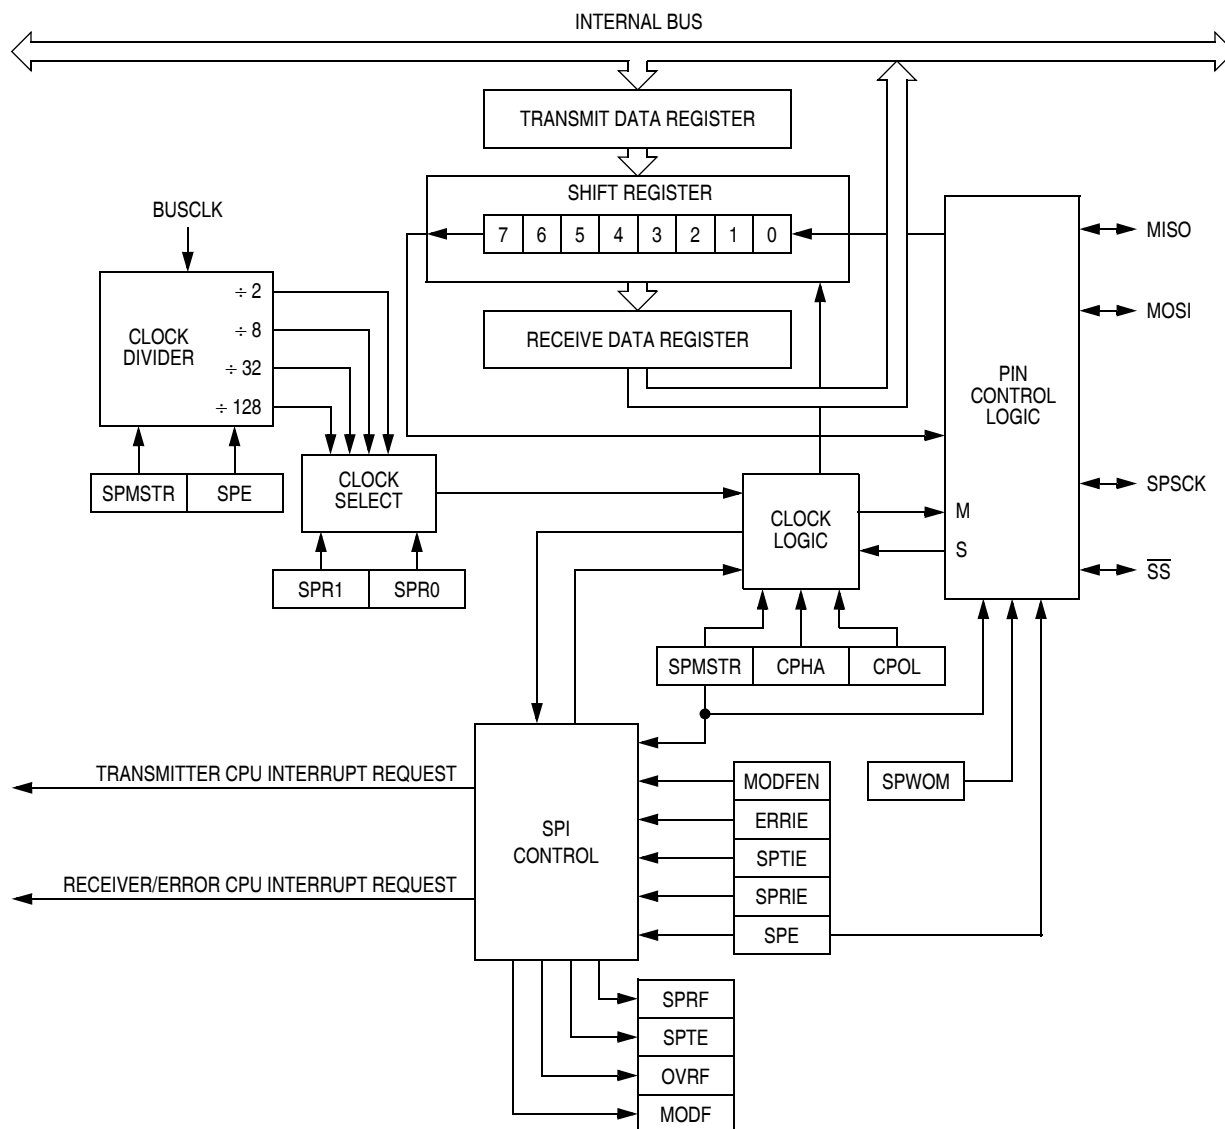 INTERNAL BUS
TRANSMIT DATA REGISTER
SHIFT REGISTER
7 6 5 4 3 2 1 0
RECEIVE DATA REGISTER
BUSCLK
CLOCK
DIVIDER
÷ 2
÷ 8
÷ 32
÷ 128
SPMSTR SPE
CLOCK
SELECT
SPR1 SPR0
CLOCK
LOGIC
SPMSTR CPHA CPOL
PIN
CONTROL
LOGIC
M
S
MISO
MOSI
SPSCK
S̅S̅
TRANSMITTER CPU INTERRUPT REQUEST
RECEIVER/ERROR CPU INTERRUPT REQUEST
SPI
CONTROL
MODFEN
ERRIE
SPTIE
SPRIE
SPE
SPWOM
SPRF
SPTE
OVRF
MODF